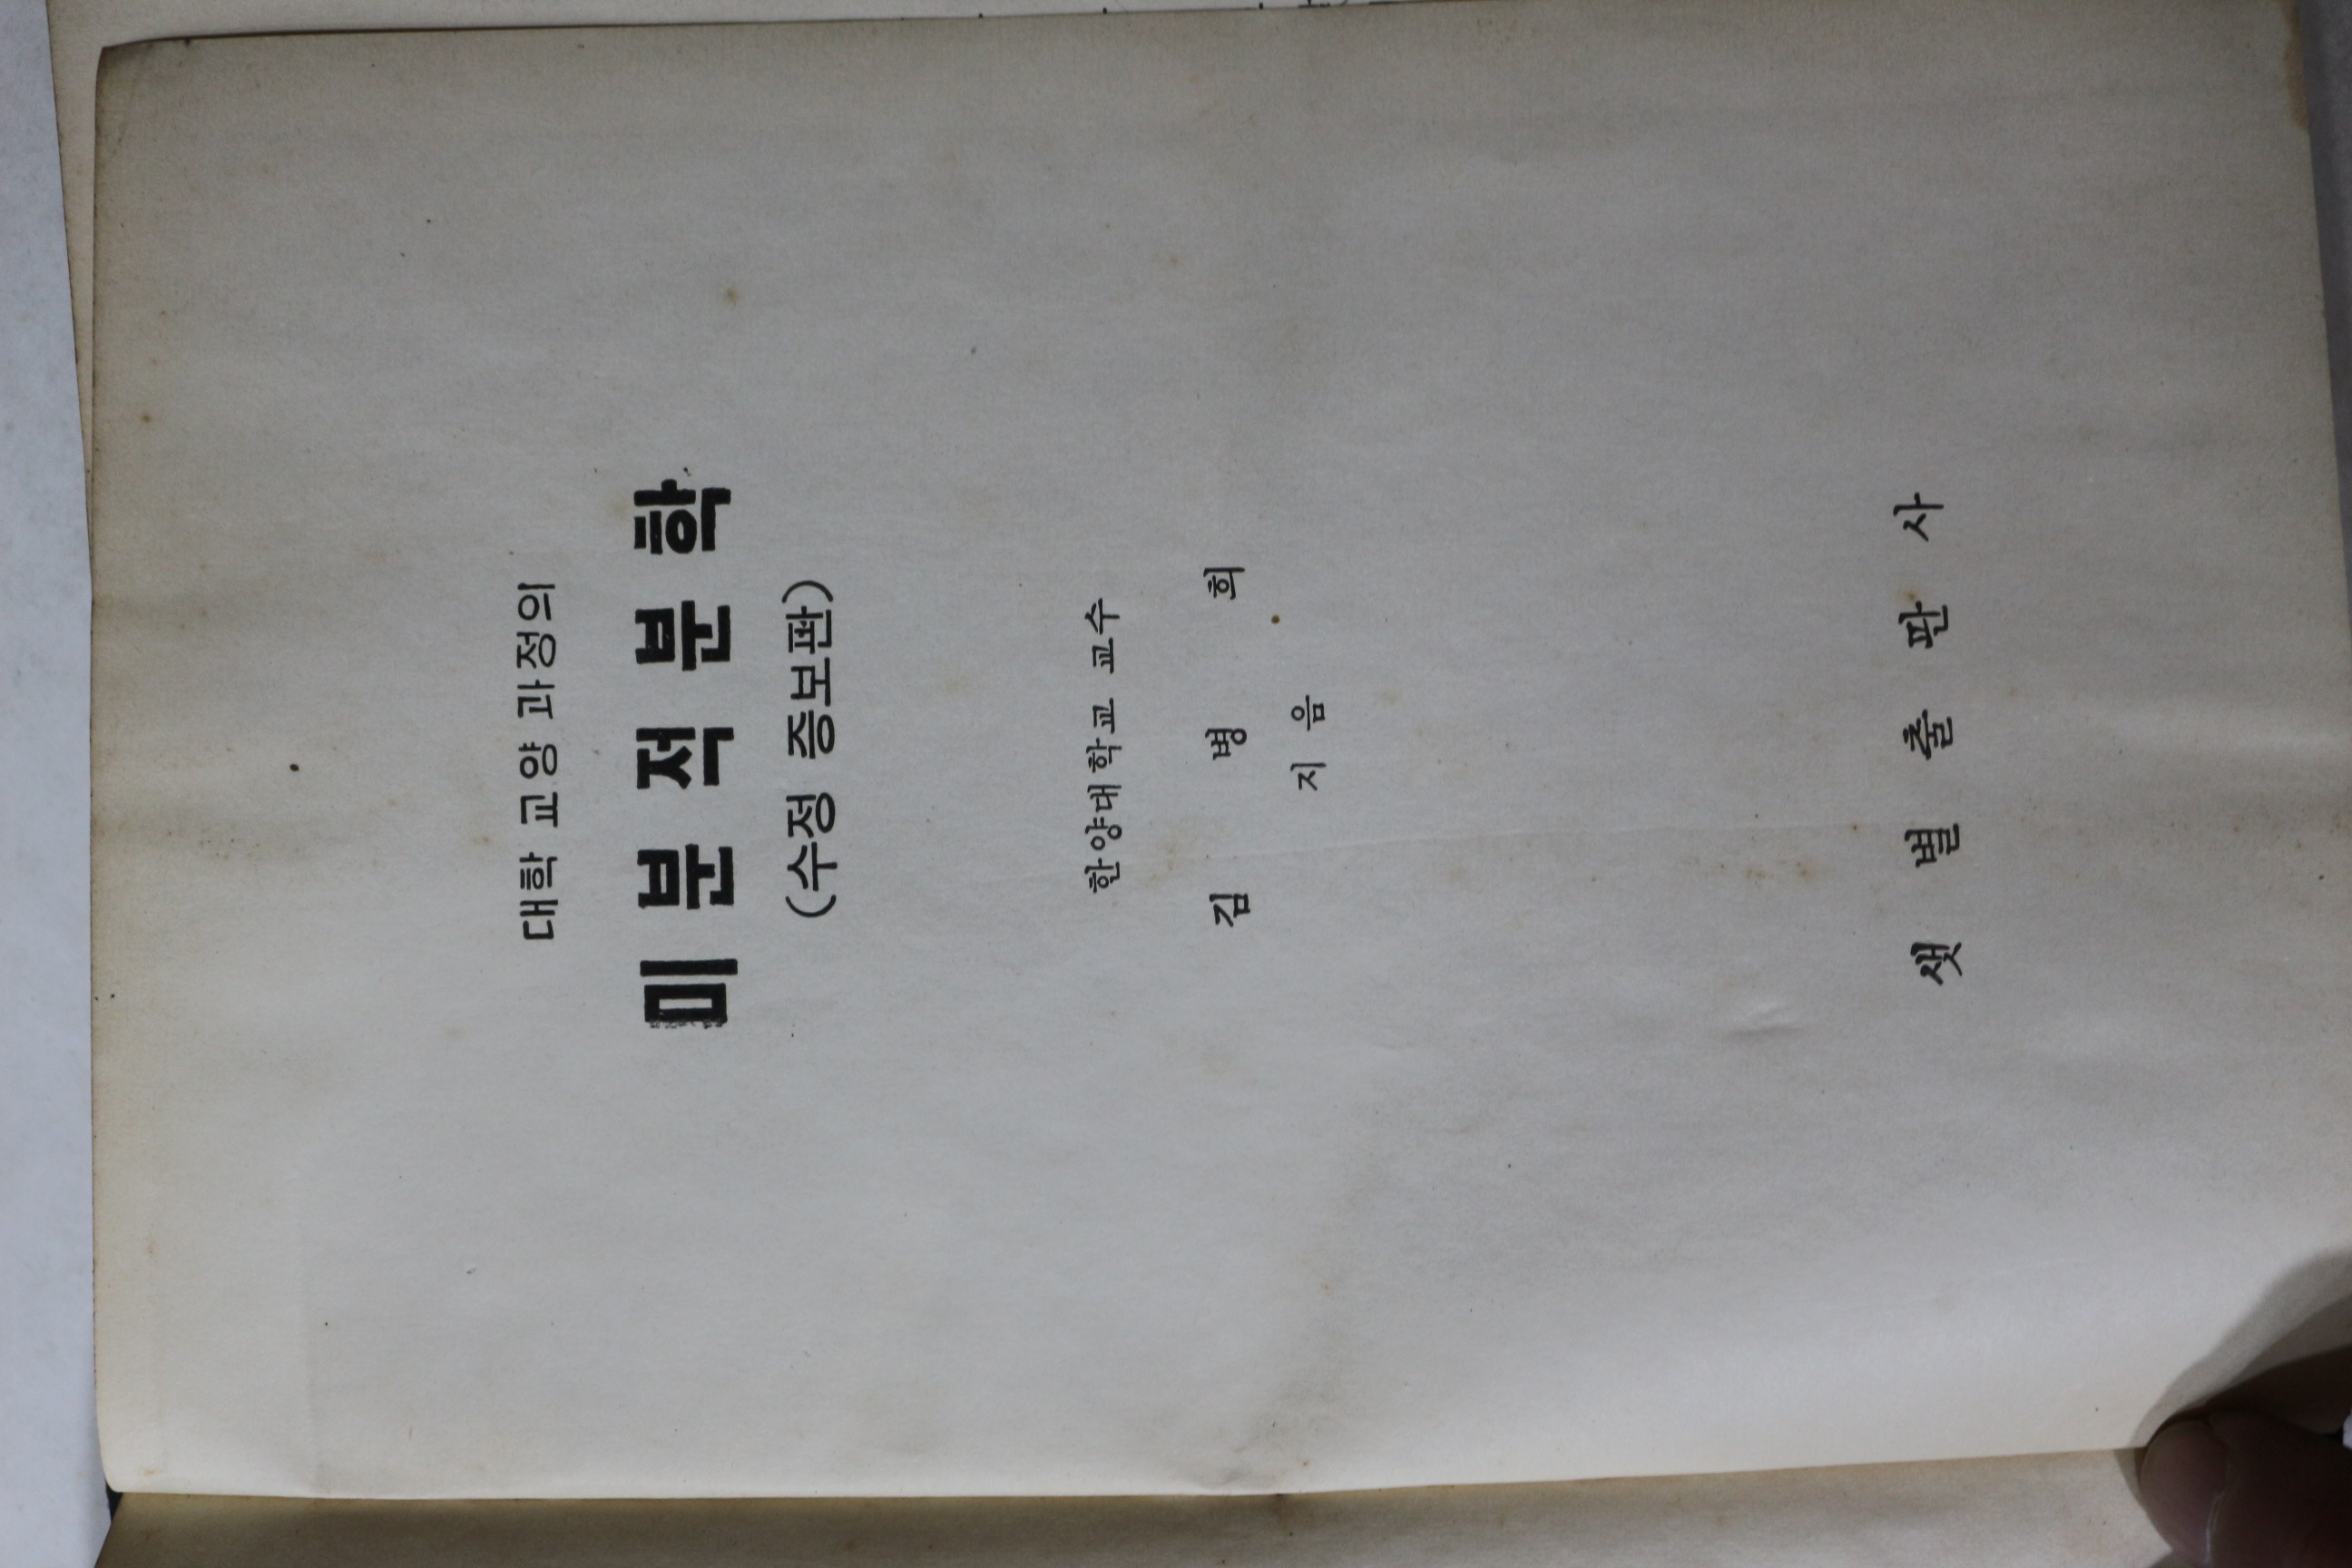 대학 교양 과정의
미분적분학
(수정 증보판)
한양대학교 교수
김병희
지음
샛별출판사